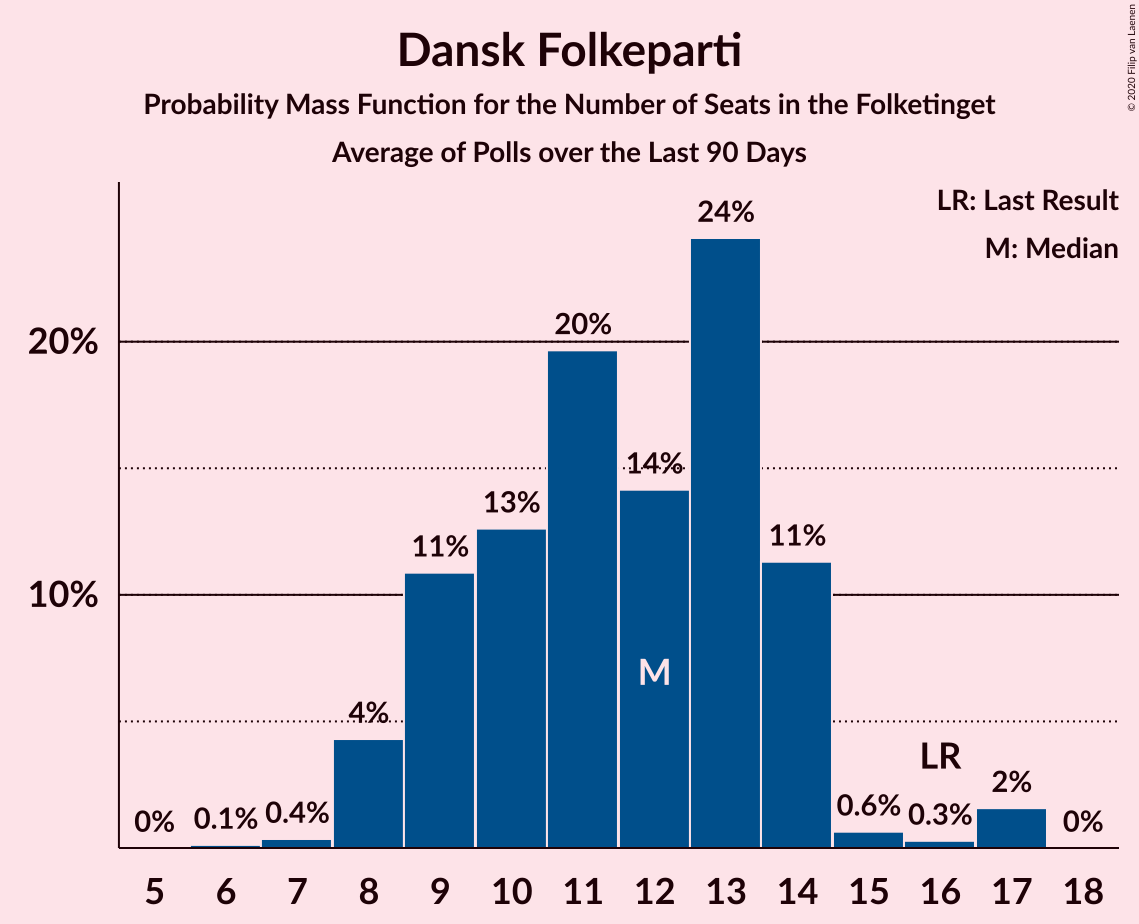 Dansk Folkeparti
Probability Mass Function for the Number of Seats in the Folketinget
Average of Polls over the Last 90 Days
© 2020 Filip van Laenen
LR: Last Result
M: Median
24%
20%
20%
14%
13%
11%
11%
10%
M
4%
LR
2%
0%
0.1%
0.4%
0.6%
0.3%
0%
5 6 7 8 9 10 11 12 13 14 15 16 17 18